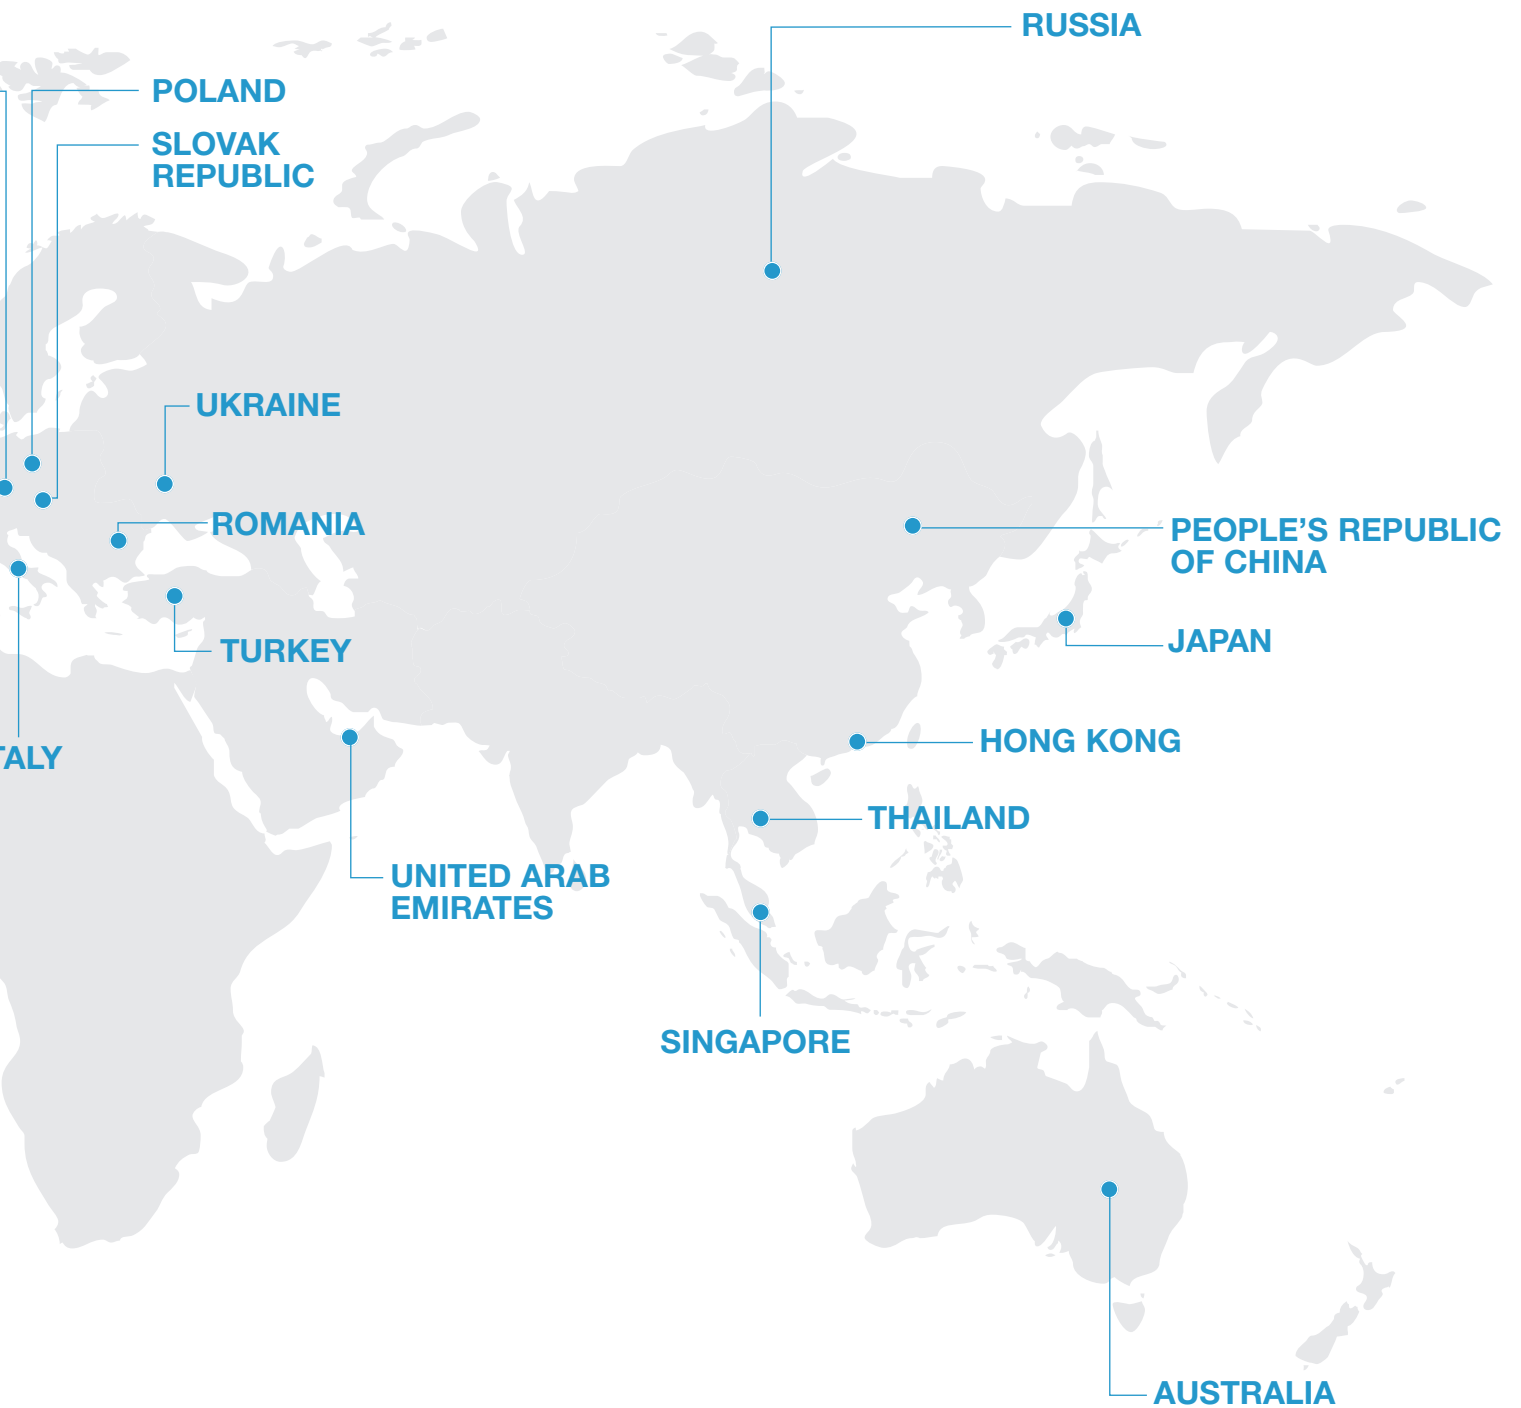 RUSSIA
POLAND
SLOVAK
REPUBLIC
UKRAINE
ROMANIA
PEOPLE'S REPUBLIC
OF CHINA
JAPAN
TURKEY
HONG KONG
TALY
THAILAND
UNITED ARAB
EMIRATES
SINGAPORE
AUSTRALIA